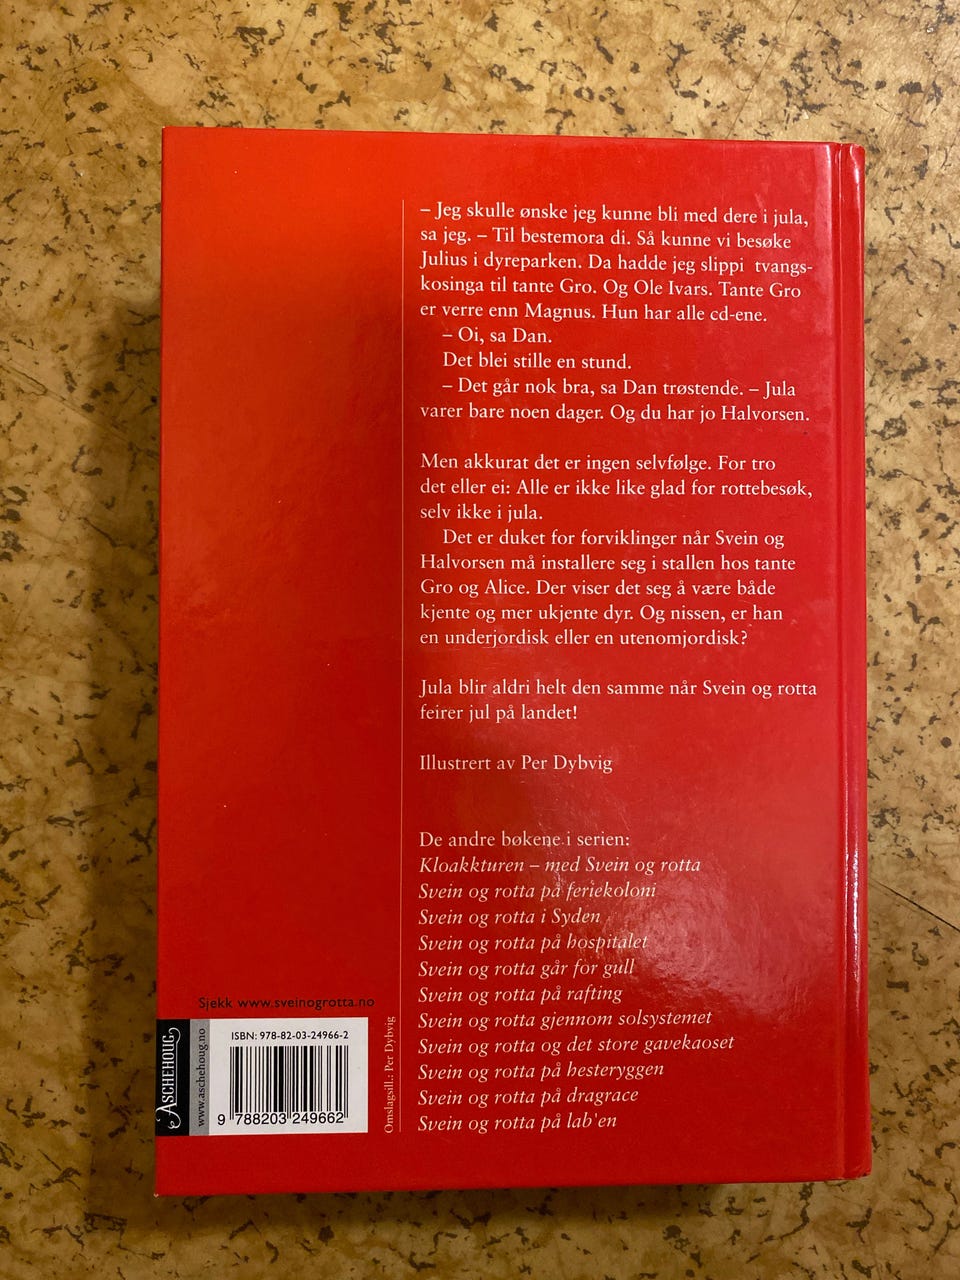 – Jeg skulle ønske jeg kunne bli med dere i jula,
sa jeg. – Til bestemora di. Så kunne vi besøke
Julius i dyreparken. Da hadde jeg slippi tvangs-
kosinga til tante Gro. Og Ole Ivars. Tante Gro
er verre enn Magnus. Hun har alle cd-ene.
– Oi, sa Dan.
Det blei stille en stund.
– Det går nok bra, sa Dan trøstende. – Jula
varer bare noen dager. Og du har jo Halvorsen.
Men akkurat det er ingen selvfølge. For tro
det eller ei: Alle er ikke like glad for rottebesøk,
selv ikke i jula.
Det er duket for forviklinger når Svein og
Halvorsen må installere seg i stallen hos tante
Gro og Alice. Der viser det seg å være både
kjente og mer ukjente dyr. Og nissen, er han
en underjordisk eller en utenomjordisk?
Jula blir aldri helt den samme når Svein og rotta
feirer jul på landet!
Illustrert av Per Dybvig
De andre bøkene i serien:
Kloakkturen – med Svein og rotta
Svein og rotta på feriekoloni
Svein og rotta i Syden
Svein og rotta på hospitalet
Svein og rotta går for gull
Svein og rotta på rafting
Svein og rotta gjennom solsystemet
Svein og rotta og det store gavekaoset
Svein og rotta på hesteryggen
Svein og rotta på dragrace
Svein og rotta på lab'en
Sjekk www.sveinogrotta.no
ASCHEHOUG
www.aschehoug.no
ISBN: 978-82-03-24966-2
9 788203 249662
Omslagsill.: Per Dybvig